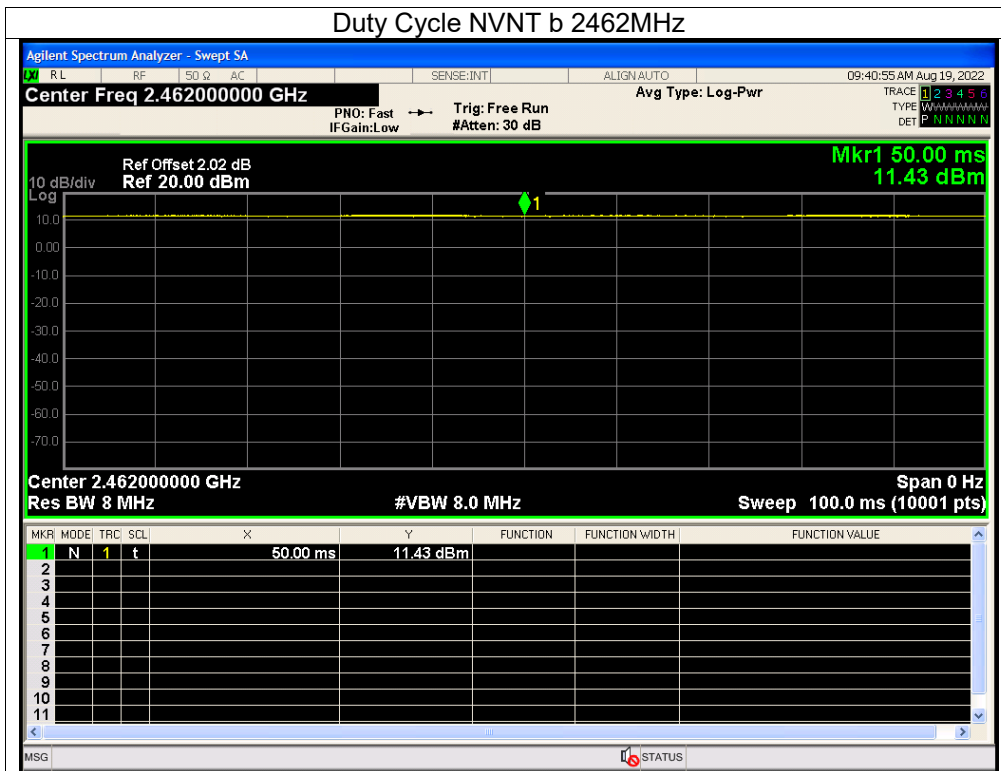 Duty Cycle NVNT b 2462MHz
Agilent Spectrum Analyzer - Swept SA
LXI RL RF 50 Ω AC SENSE:INT ALIGN AUTO 09:40:55 AM Aug 19, 2022
Center Freq 2.462000000 GHz Avg Type: Log-Pwr TRACE 1 2 3 4 5 6
PNO: Fast Trig: Free Run TYPE WWWWWW
IFGain:Low #Atten: 30 dB DET P N N N N N
Mkr1 50.00 ms
Ref Offset 2.02 dB
10 dB/div Ref 20.00 dBm 11.43 dBm
Log
1
10.0
0.00
-10.0
-20.0
-30.0
-40.0
-50.0
-60.0
-70.0
Center 2.462000000 GHz Span 0 Hz
Res BW 8 MHz #VBW 8.0 MHz Sweep 100.0 ms (10001 pts)
MKR MODE TRC SCL X Y FUNCTION FUNCTION WIDTH FUNCTION VALUE
1 N 1 t 50.00 ms 11.43 dBm
2
3
4
5
6
7
8
9
10
11
MSG STATUS